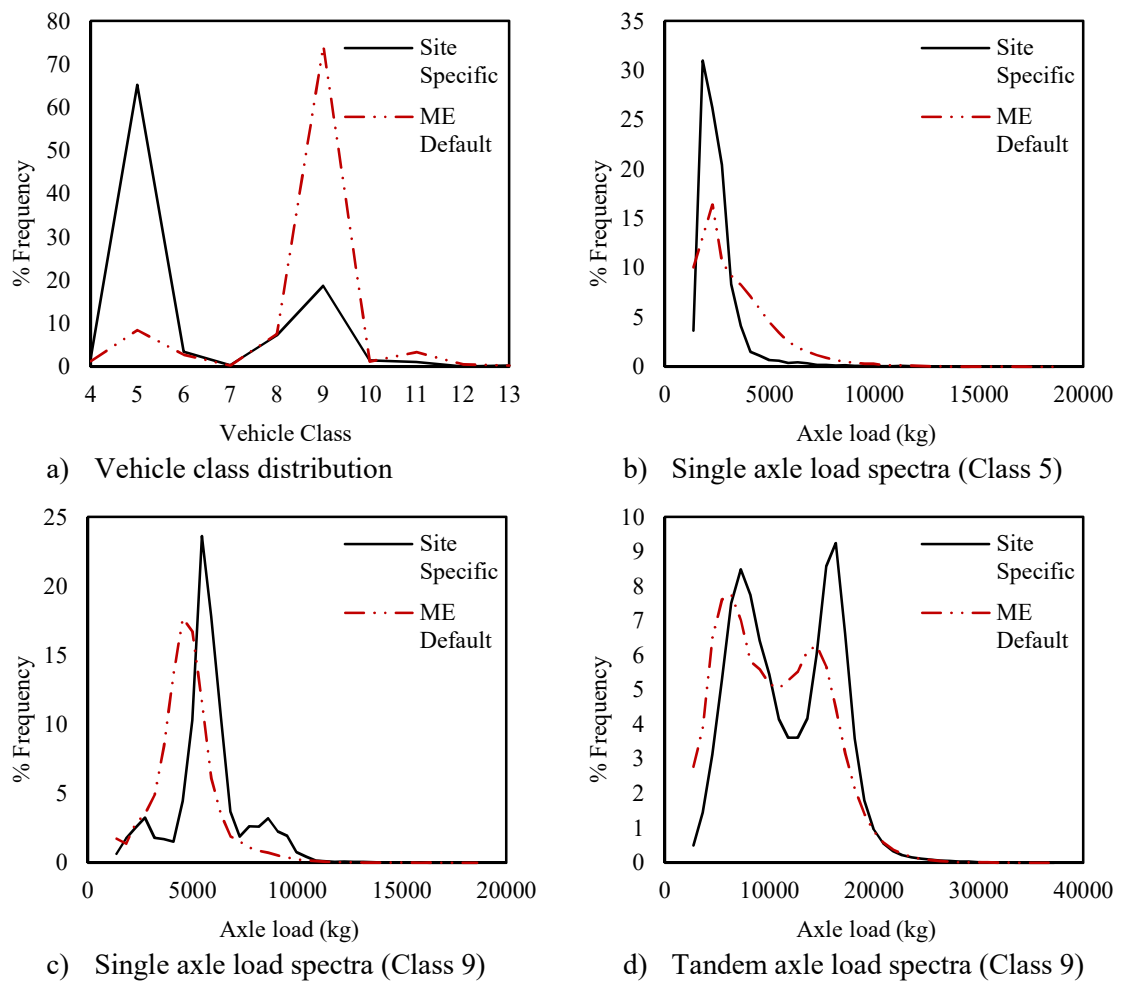 80
70
60
50
40
30
20
10
0
% Frequency
4 5 6 7 8 9 10 11 12 13
Vehicle Class
Site
Specific
ME
Default
a) Vehicle class distribution
35
30
25
20
15
10
5
0
% Frequency
0 5000 10000 15000 20000
Axle load (kg)
Site
Specific
ME
Default
b) Single axle load spectra (Class 5)
25
20
15
10
5
0
% Frequency
0 5000 10000 15000 20000
Axle load (kg)
Site
Specific
ME
Default
c) Single axle load spectra (Class 9)
10
9
8
7
6
5
4
3
2
1
0
% Frequency
0 10000 20000 30000 40000
Axle load (kg)
Site
Specific
ME
Default
d) Tandem axle load spectra (Class 9)